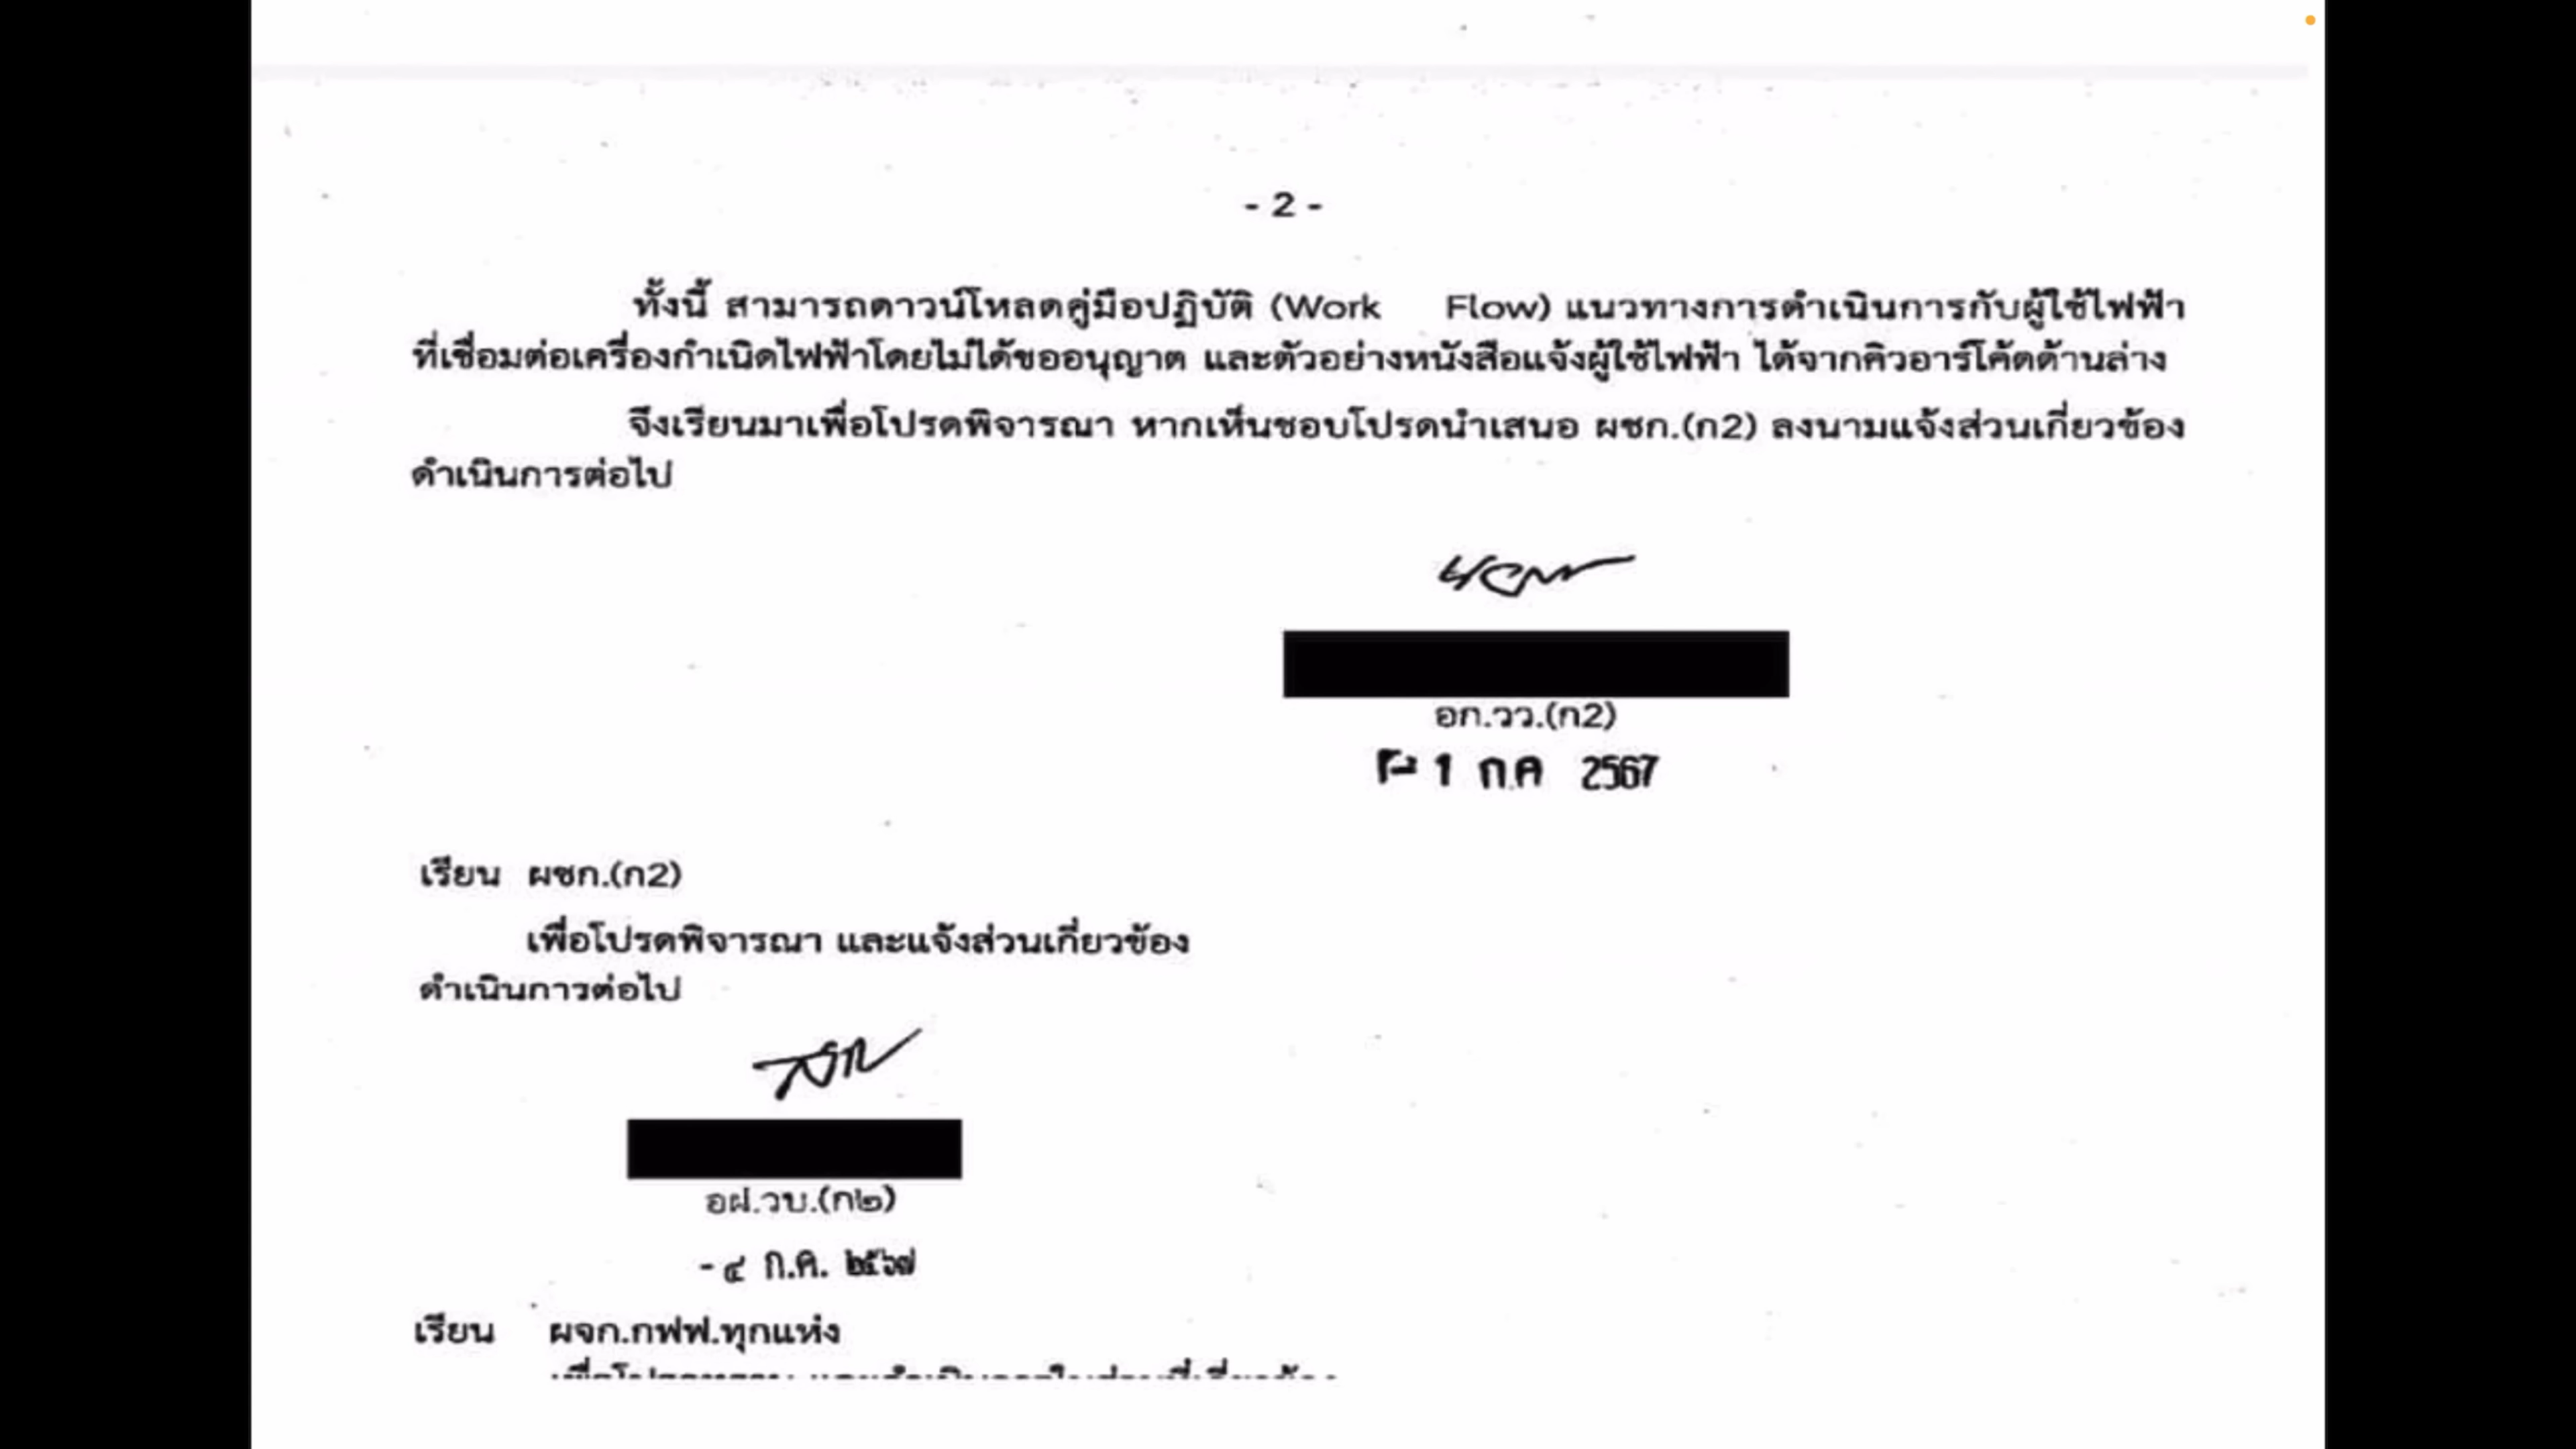 - 2 -
ทั้งนี้ สามารถดาวน์โหลดคู่มือปฏิบัติ (Work Flow) แนวทางการดำเนินการกับผู้ใช้ไฟฟ้า
ที่เชื่อมต่อเครื่องกำเนิดไฟฟ้าโดยไม่ได้ขออนุญาต และตัวอย่างหนังสือแจ้งผู้ใช้ไฟฟ้า ได้จากคิวอาร์โค้ดด้านล่าง
จึงเรียนมาเพื่อโปรดพิจารณา หากเห็นชอบโปรดนำเสนอ ผชก.(ก2) ลงนามแจ้งส่วนเกี่ยวข้อง
ดำเนินการต่อไป
อก.วว.(ก2)
1 ก.ค 2567
เรียน ผชก.(ก2)
เพื่อโปรดพิจารณา และแจ้งส่วนเกี่ยวข้อง
ดำเนินการต่อไป
อฝ.วบ.(ก๒)
- ๔ ก.ค. ๒๕๖๗
เรียน ผจก.กฟฟ.ทุกแห่ง